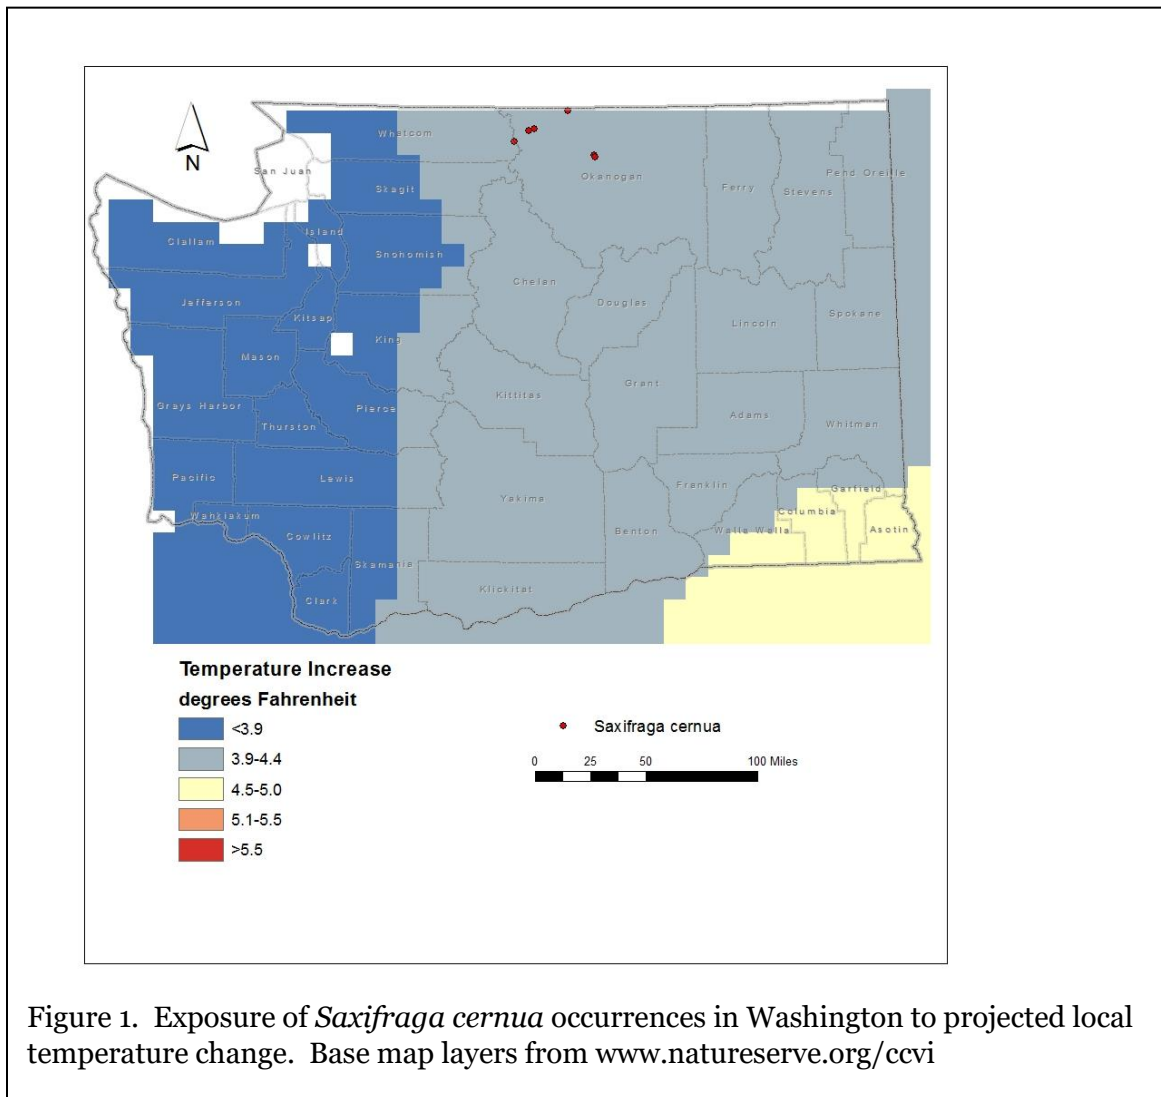 N
Whatcom
San Juan
Skagit
Okanogan
Ferry
Stevens
Pend Oreille
Clallam
Island
Snohomish
Chelan
Jefferson
Kitsap
Douglas
Lincoln
Spokane
King
Mason
Grant
Kittitas
Grays Harbor
Pierce
Adams
Whitman
Thurston
Pacific
Lewis
Yakima
Franklin
Garfield
Wahkiakum
Columbia
Cowlitz
Benton
Walla Walla
Asotin
Skamania
Klickitat
Clark
Temperature Increase
degrees Fahrenheit
<3.9
3.9-4.4
4.5-5.0
5.1-5.5
>5.5
Saxifraga cernua
0 25 50 100 Miles
Figure 1. Exposure of Saxifraga cernua occurrences in Washington to projected local
temperature change. Base map layers from www.natureserve.org/ccvi